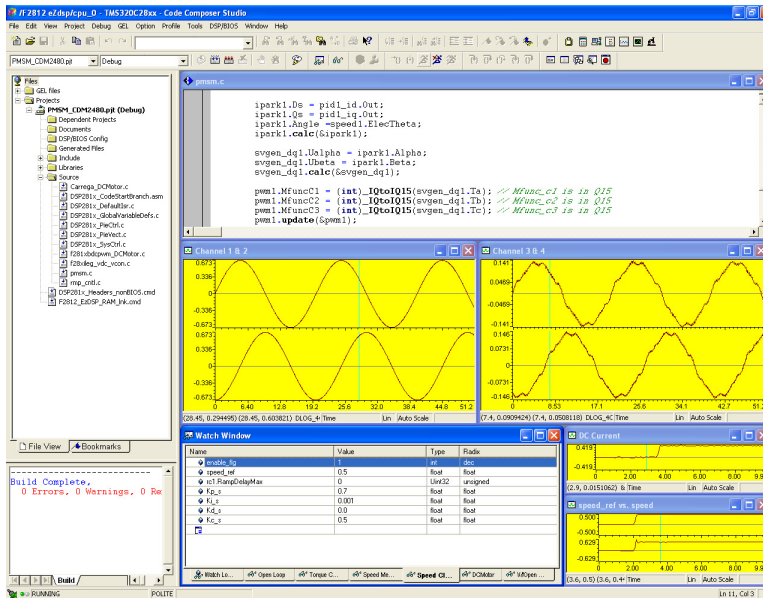 /F2812 eZdsp/cpu_0 - TMS320C28xx - Code Composer Studio
File Edit View Project Debug GEL Option Profile Tools DSP/BIOS Window Help
PMSM_CDM2480.pjt Debug
Files
GEL files
Projects
PMSM_CDM2480.pjt (Debug)
Dependent Projects
Documents
DSP/BIOS Config
Generated Files
Include
Libraries
Source
Carrega_DCMotor.c
DSP281x_CodeStartBranch.asm
DSP281x_DefaultIsr.c
DSP281x_GlobalVariableDefs.c
DSP281x_PieCtrl.c
DSP281x_PieVect.c
DSP281x_SysCtrl.c
f281xbdcpwm_DCMotor.c
f28xileg_vdc_vcon.c
pmsm.c
rmp_cntl.c
DSP281x_Headers_nonBIOS.cmd
F2812_EzDSP_RAM_lnk.cmd
File View Bookmarks
pmsm.c
ipark1.Ds = pid1_id.Out;
ipark1.Qs = pid1_iq.Out;
ipark1.Angle =speed1.ElecTheta;
ipark1.calc(&ipark1);
svgen_dq1.Ualpha = ipark1.Alpha;
svgen_dq1.Ubeta = ipark1.Beta;
svgen_dq1.calc(&svgen_dq1);
pwm1.MfuncC1 = (int)_IQtoIQ15(svgen_dq1.Ta); // Mfunc_c1 is in Q15
pwm1.MfuncC2 = (int)_IQtoIQ15(svgen_dq1.Tb); // Mfunc_c2 is in Q15
pwm1.MfuncC3 = (int)_IQtoIQ15(svgen_dq1.Tc); // Mfunc_c3 is in Q15
pwm1.update(&pwm1);
Channel 1 & 2
0.673
0.336
0
-0.336
-0.673
0.673
0.336
0
-0.336
-0.673
0 6.40 12.8 19.2 25.6 32.0 38.4 44.8 51.2
(28.45, 0.294495) (28.45, 0.603821) DLOG_4 Time Lin Auto Scale
Channel 3 & 4
0.141
0.0469
-0.0469
-0.141
0.146
0.0731
0
-0.0731
-0.146
0 8.53 17.1 25.6 34.1 42.7 51.2
(7.4, 0.0909424) (7.4, 0.0508118) DLOG_4C Time Lin Auto Scale
Watch Window
Name Value Type Radix
enable_flg 1 int dec
speed_ref 0.5 float float
rc1.RampDelayMax 0 Uint32 unsigned
Kp_s 0.7 float float
Ki_s 0.001 float float
Kd_s 0.0 float float
Kc_s 0.5 float float
Watch Lo... Open Loop Torque C... Speed Me... Speed Cl... DCMotor V/fOpen ...
DC Current
0.419
-0.419
0 2.00 4.00 6.00 8.00 9.9
(2.9, 0.0151062) & Time Lin Auto Scale
speed_ref vs. speed
0.500
-0.500
0.629
-0.629
0 2.00 4.00 6.00 8.00 9.9
(3.6, 0.5) (3.6, 0.4 Time Lin Auto Scale
Build Complete,
0 Errors, 0 Warnings, 0 Re
Build
RUNNING POLITE Ln 11, Col 3